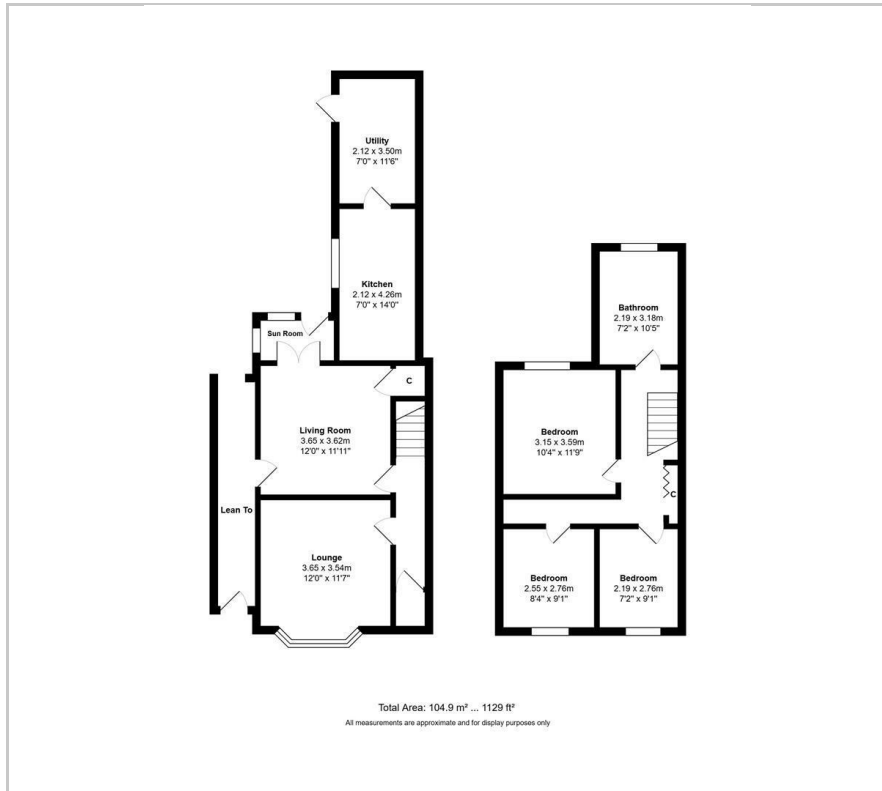 Utility
2.12 x 3.50m
7'0" x 11'6"
Kitchen
2.12 x 4.26m
7'0" x 14'0"
Sun Room
C
Living Room
3.65 x 3.62m
12'0" x 11'11"
Lean To
Lounge
3.65 x 3.54m
12'0" x 11'7"
Bathroom
2.19 x 3.18m
7'2" x 10'5"
Bedroom
3.15 x 3.59m
10'4" x 11'9"
C
Bedroom
2.55 x 2.76m
8'4" x 9'1"
Bedroom
2.19 x 2.76m
7'2" x 9'1"
Total Area: 104.9 m² ... 1129 ft²
All measurements are approximate and for display purposes only